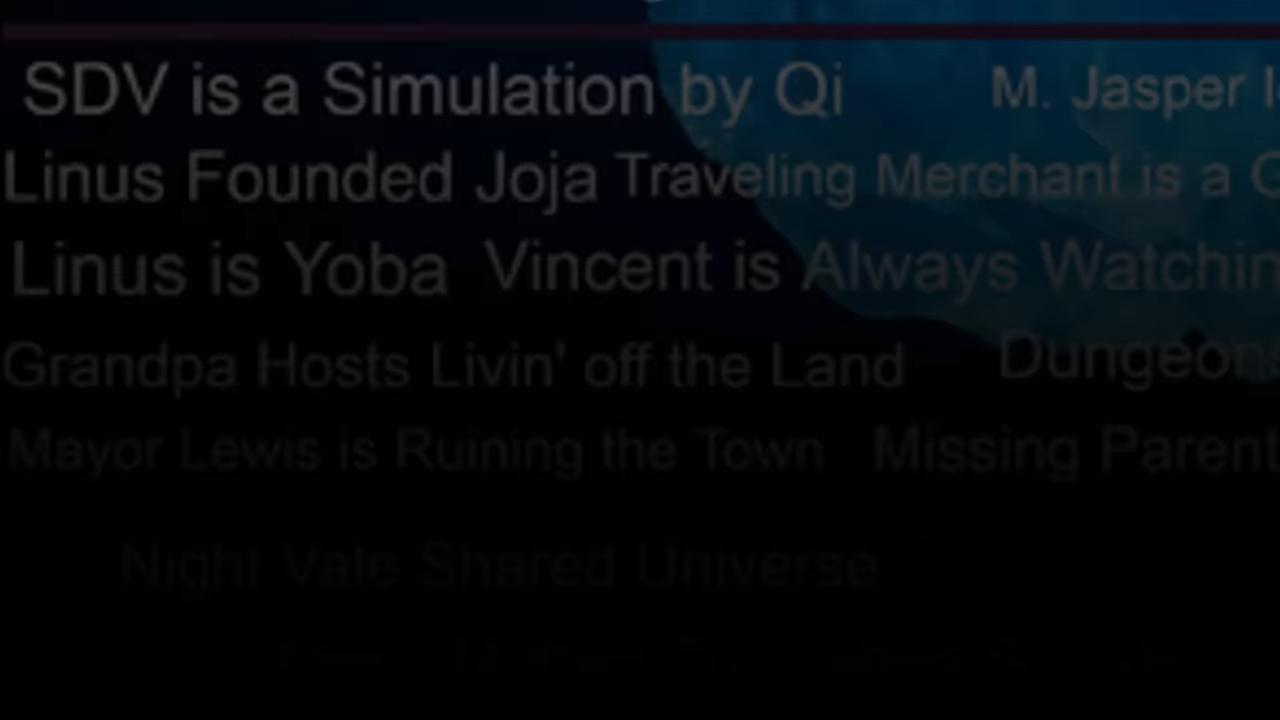 SDV is a Simulation by Qi M. Jasper
Linus Founded Joja Traveling Merchant is a
Linus is Yoba Vincent is Always Watchin
Grandpa Hosts Livin' off the Land Dungeons
Mayor Lewis is Ruining the Town Missing Parent
Night Vale Shared Universe